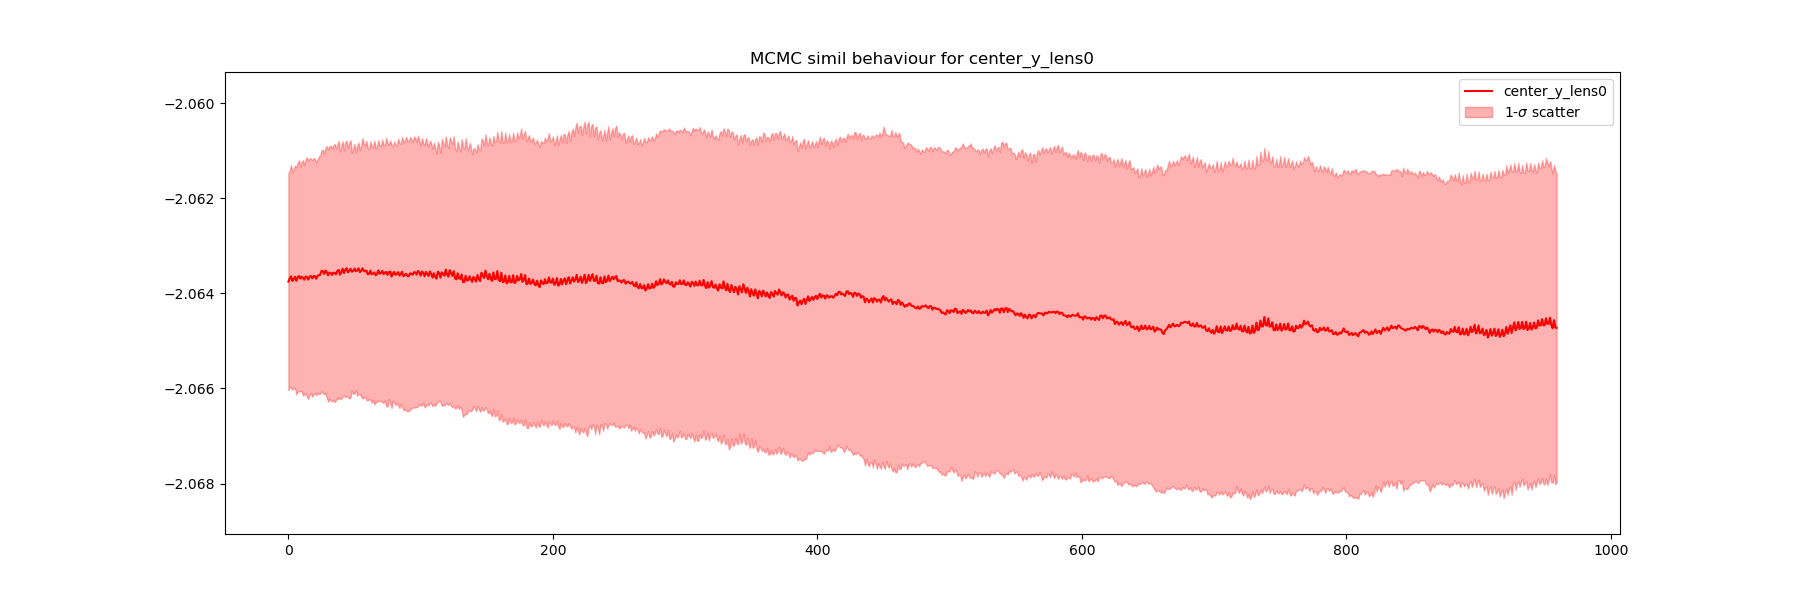 MCMC simil behaviour for center_y_lens0
center_y_lens0
1-σ scatter
−2.060
−2.062
−2.064
−2.066
−2.068
0 200 400 600 800 1000